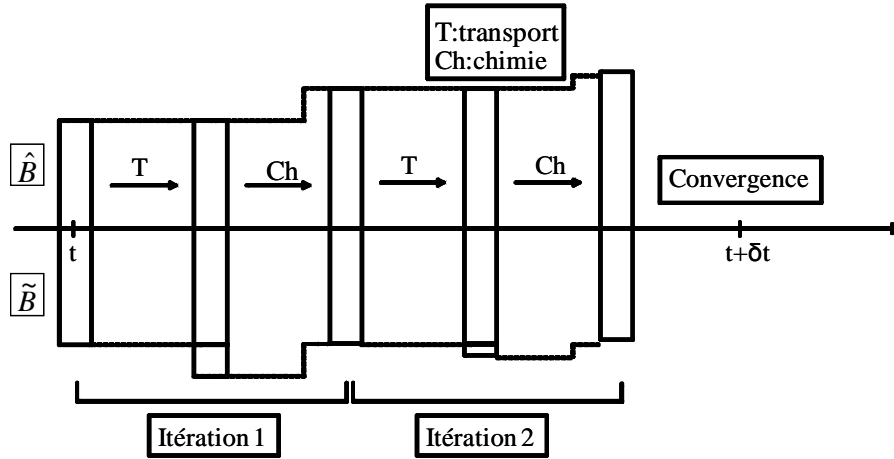 T:transport
Ch:chimie
B̂
T
Ch
T
Ch
Convergence
t
t+δt
B̃
Itération 1
Itération 2